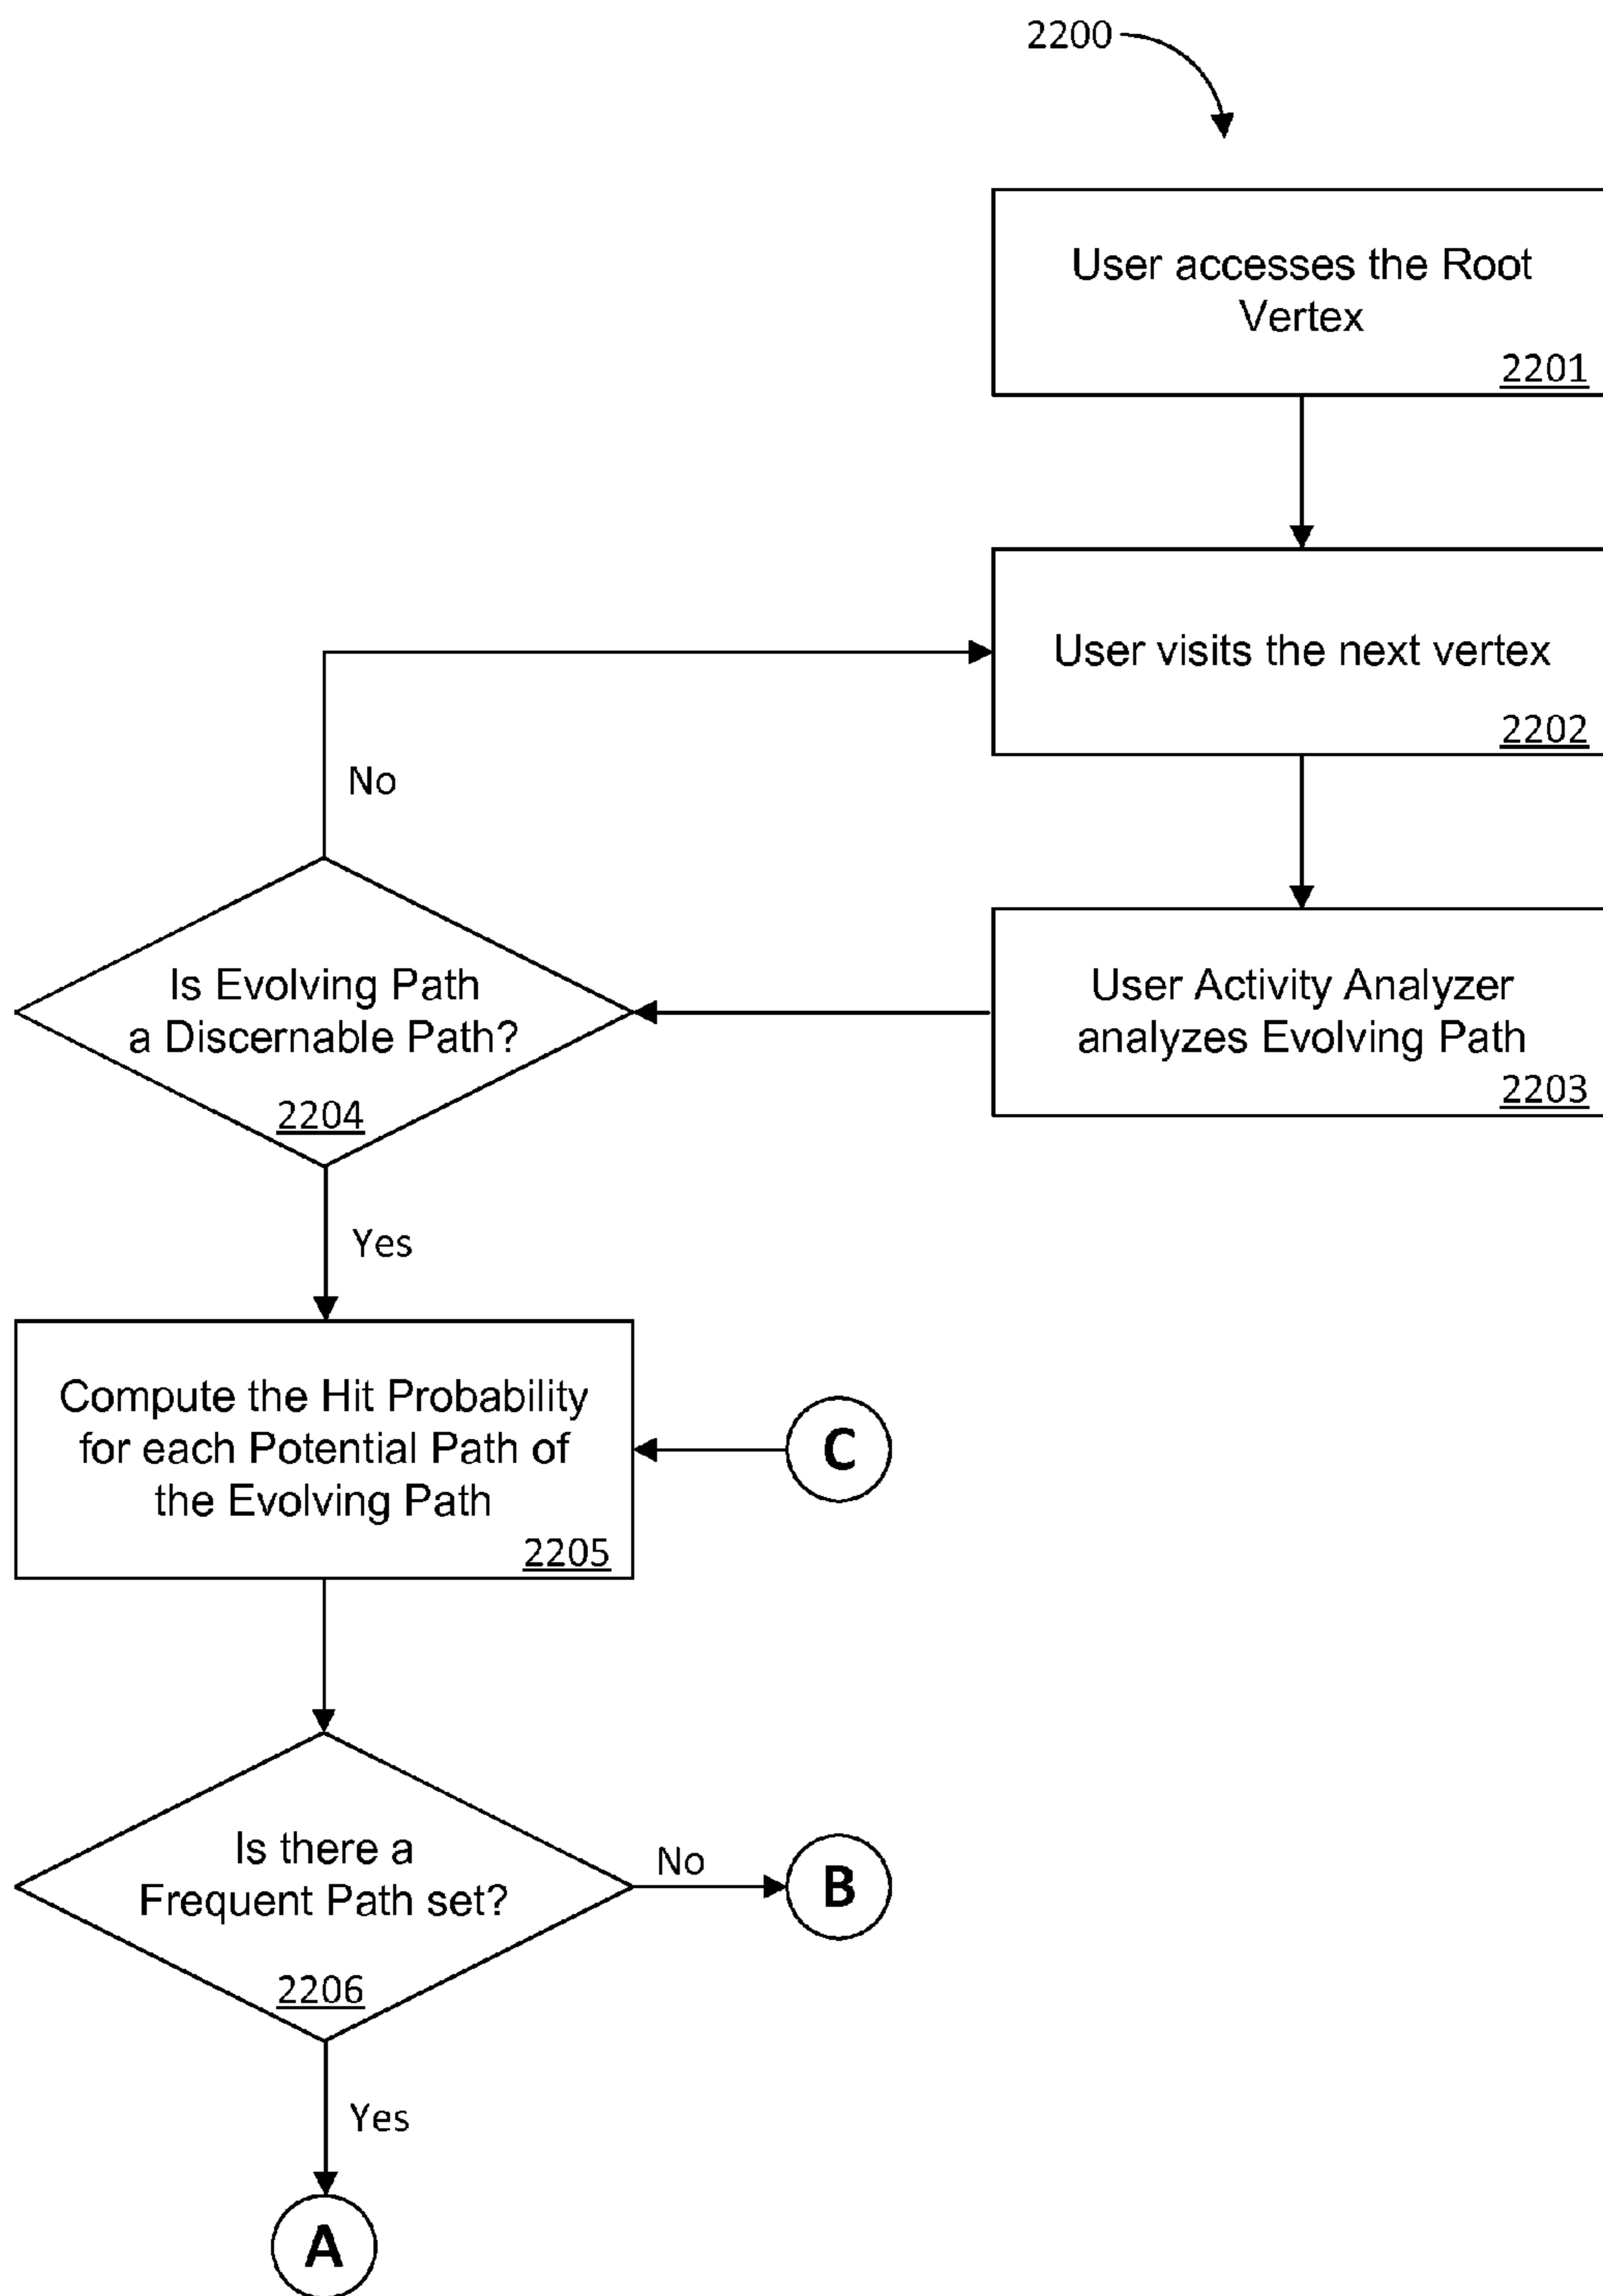 2200
User accesses the Root
Vertex
2201
User visits the next vertex
2202
No
User Activity Analyzer
analyzes Evolving Path
2203
Is Evolving Path
a Discernable Path?
2204
Yes
Compute the Hit Probability
for each Potential Path of
the Evolving Path
2205
C
Is there a
Frequent Path set?
2206
No
B
Yes
A